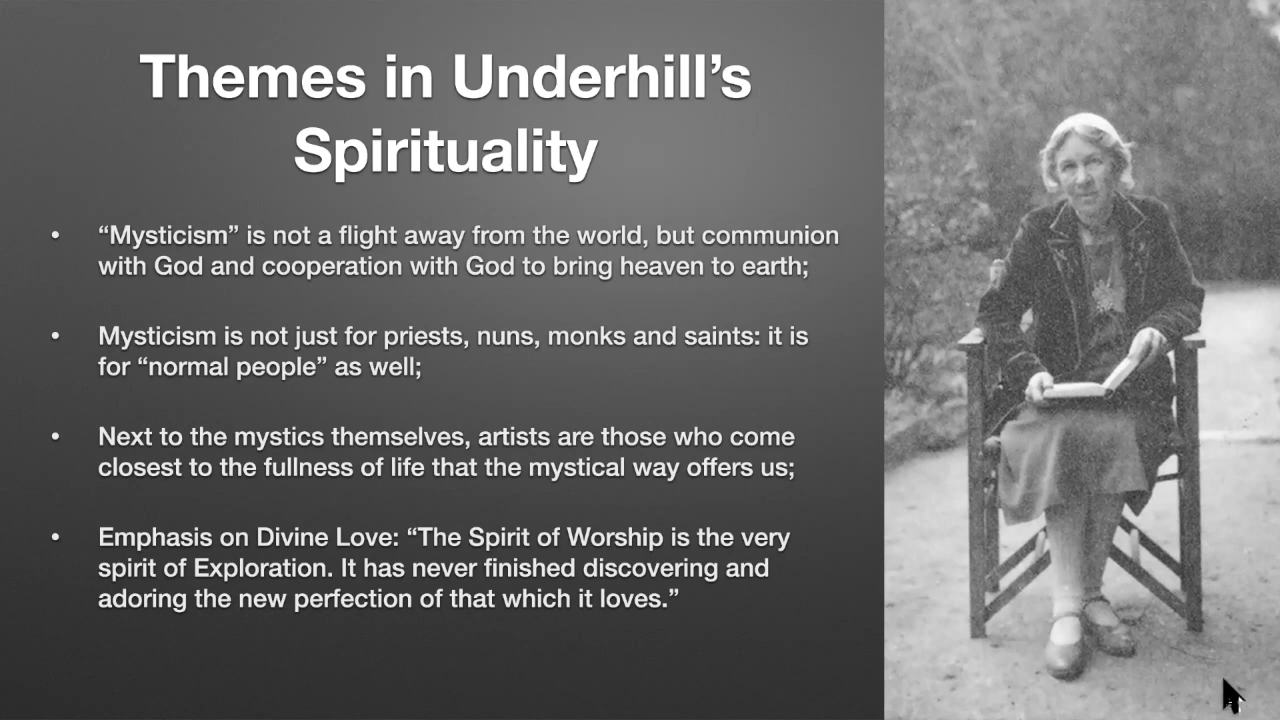 Themes in Underhill’s
Spirituality
• “Mysticism” is not a flight away from the world, but communion
with God and cooperation with God to bring heaven to earth;
• Mysticism is not just for priests, nuns, monks and saints: it is
for “normal people” as well;
• Next to the mystics themselves, artists are those who come
closest to the fullness of life that the mystical way offers us;
• Emphasis on Divine Love: “The Spirit of Worship is the very
spirit of Exploration. It has never finished discovering and
adoring the new perfection of that which it loves.”